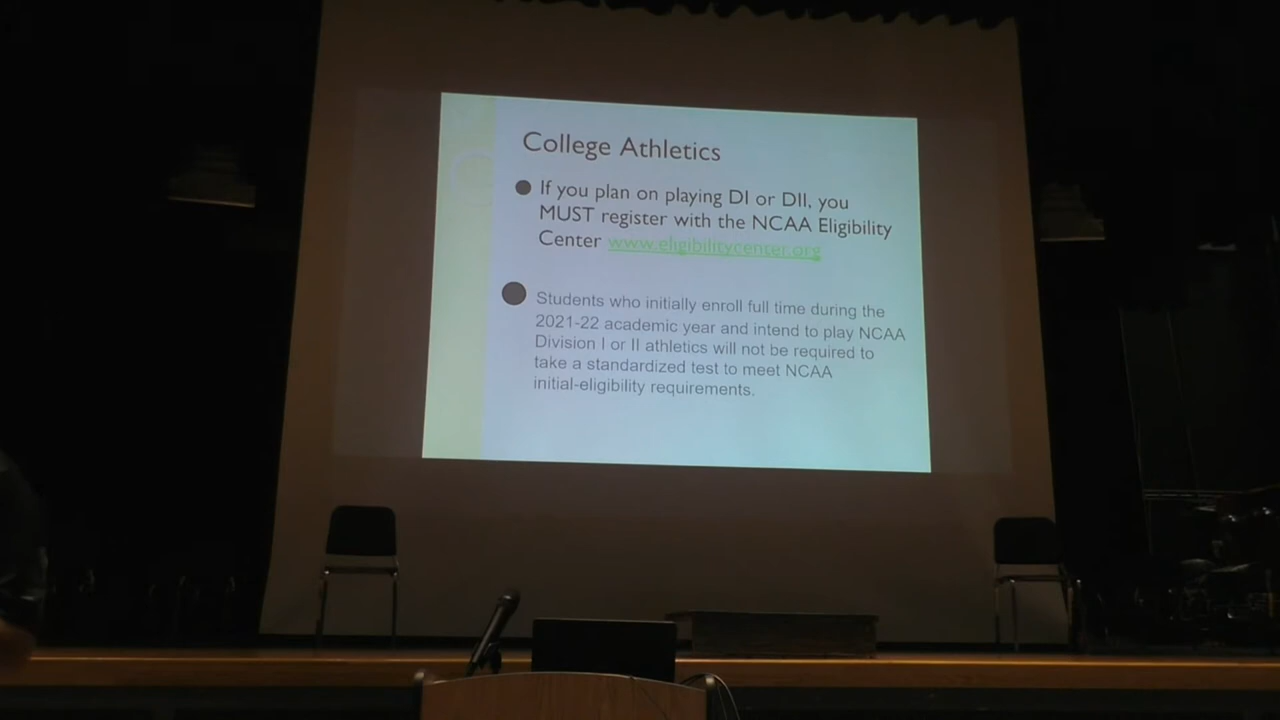 College Athletics
If you plan on playing DI or DII, you
MUST register with the NCAA Eligibility
Center www.eligibilitycenter.org
Students who initially enroll full time during the
2021-22 academic year and intend to play NCAA
Division I or II athletics will not be required to
take a standardized test to meet NCAA
initial-eligibility requirements.